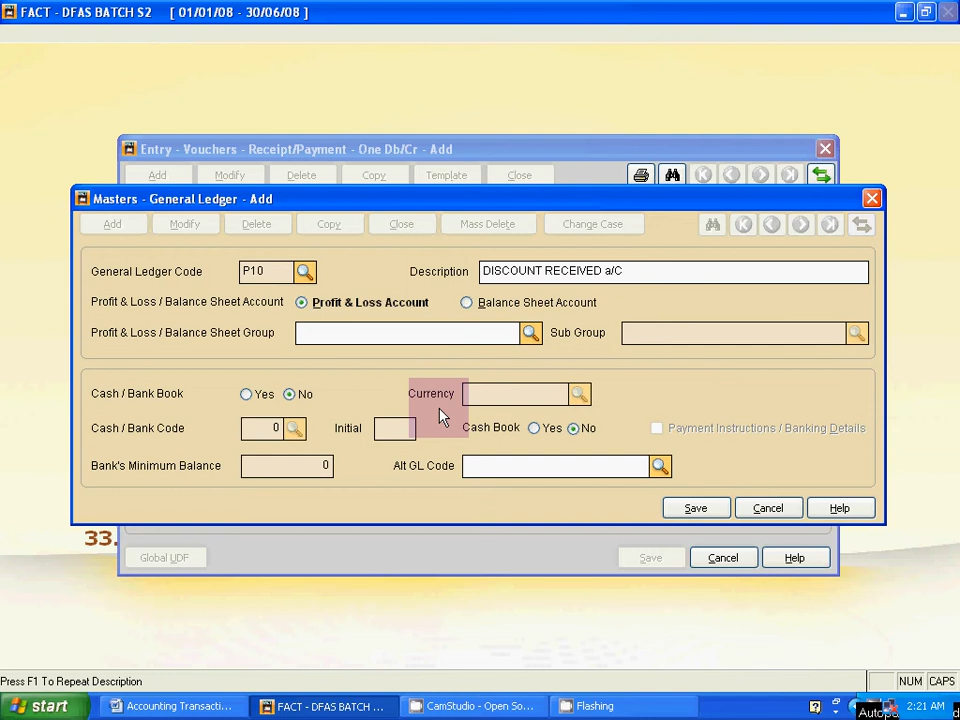 FACT - DFAS BATCH S2 [ 01/01/08 - 30/06/08 ]
Entry - Vouchers - Receipt/Payment - One Db/Cr - Add
Add Modify Delete Copy Template Close
Masters - General Ledger - Add
Add Modify Delete Copy Close Mass Delete Change Case
General Ledger Code P10 Description DISCOUNT RECEIVED a/C
Profit & Loss / Balance Sheet Account Profit & Loss Account Balance Sheet Account
Profit & Loss / Balance Sheet Group Sub Group
Cash / Bank Book Yes No Currency
Cash / Bank Code 0 Initial Cash Book Yes No Payment Instructions / Banking Details
Bank's Minimum Balance 0 Alt GL Code
Save Cancel Help
33.
Global UDF Save Cancel Help
Press F1 To Repeat Description NUM CAPS
start Accounting Transacti... FACT - DFAS BATCH ... CamStudio - Open So... Flashing 2:21 AM